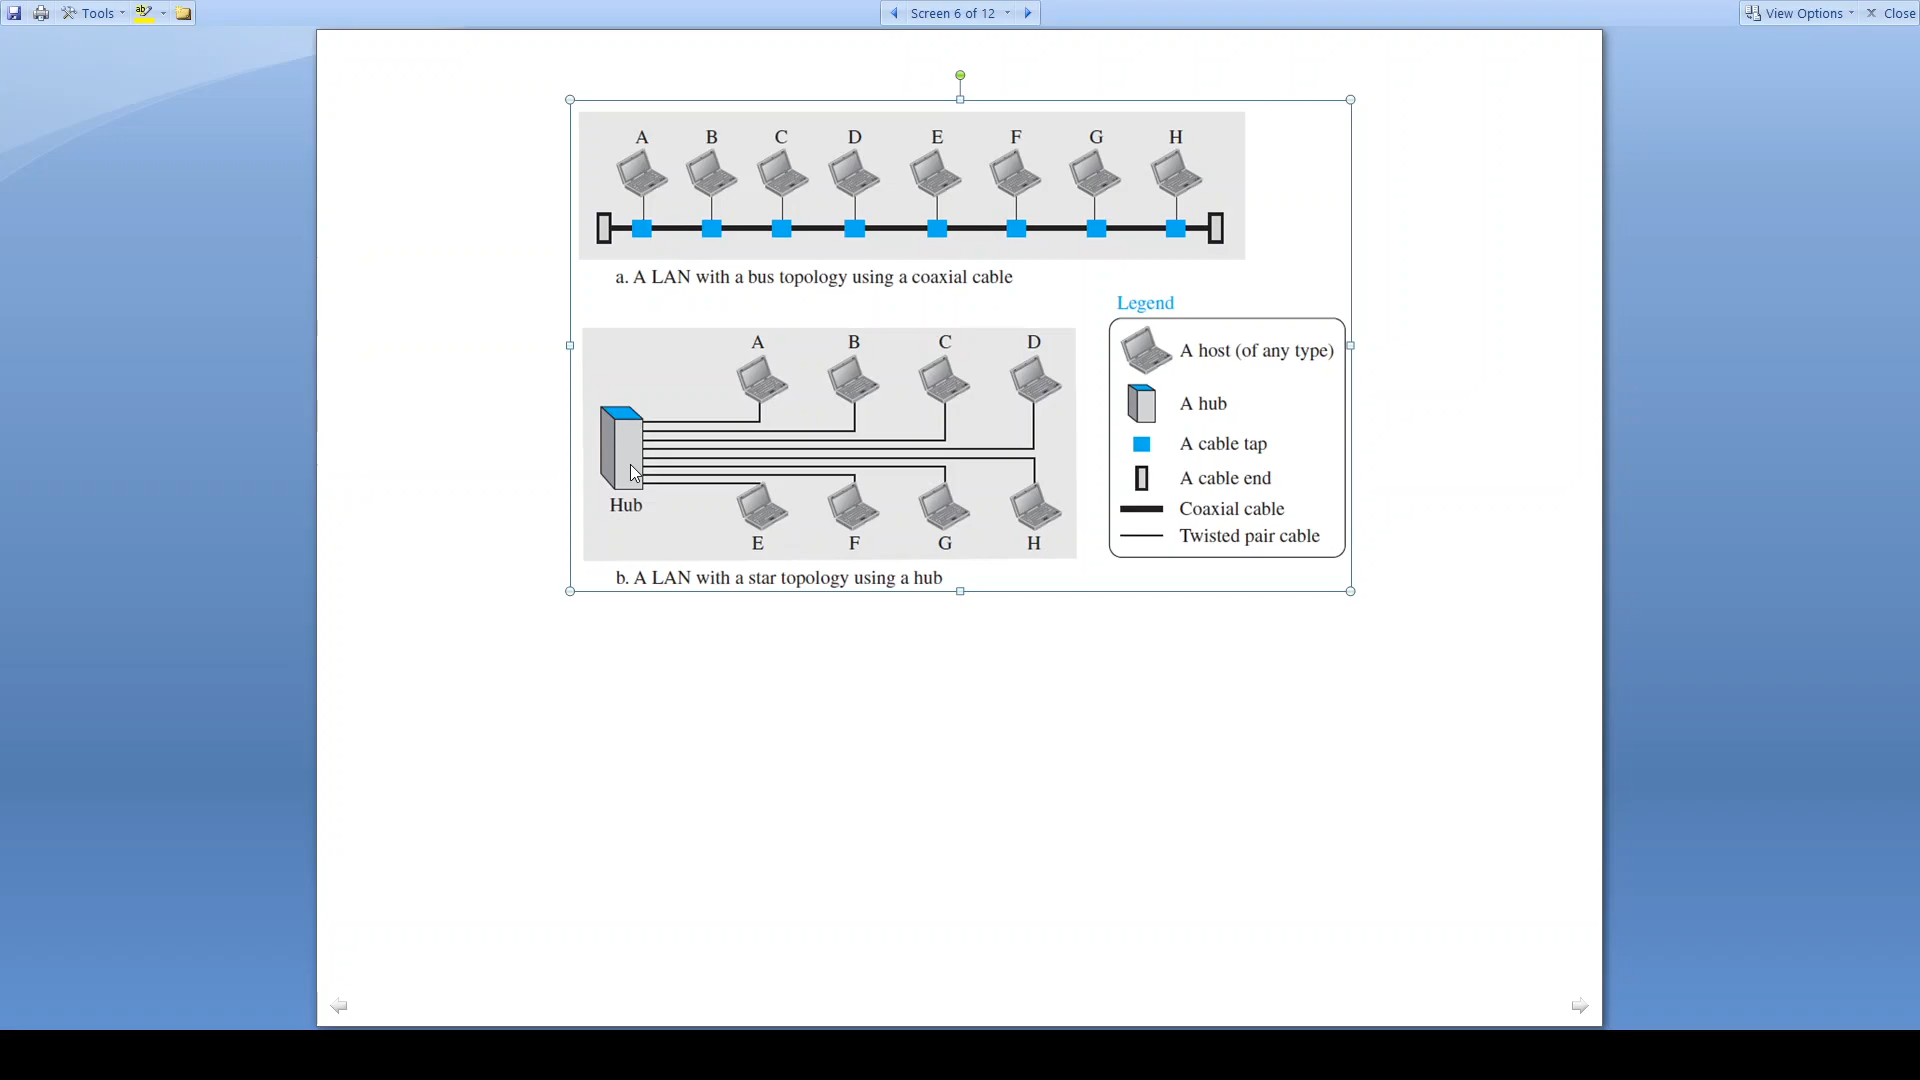 Tools
ab
Screen 6 of 12
View Options
Close
A B C D E F G H
a. A LAN with a bus topology using a coaxial cable
A B C D
Hub
E F G H
b. A LAN with a star topology using a hub
Legend
A host (of any type)
A hub
A cable tap
A cable end
Coaxial cable
Twisted pair cable